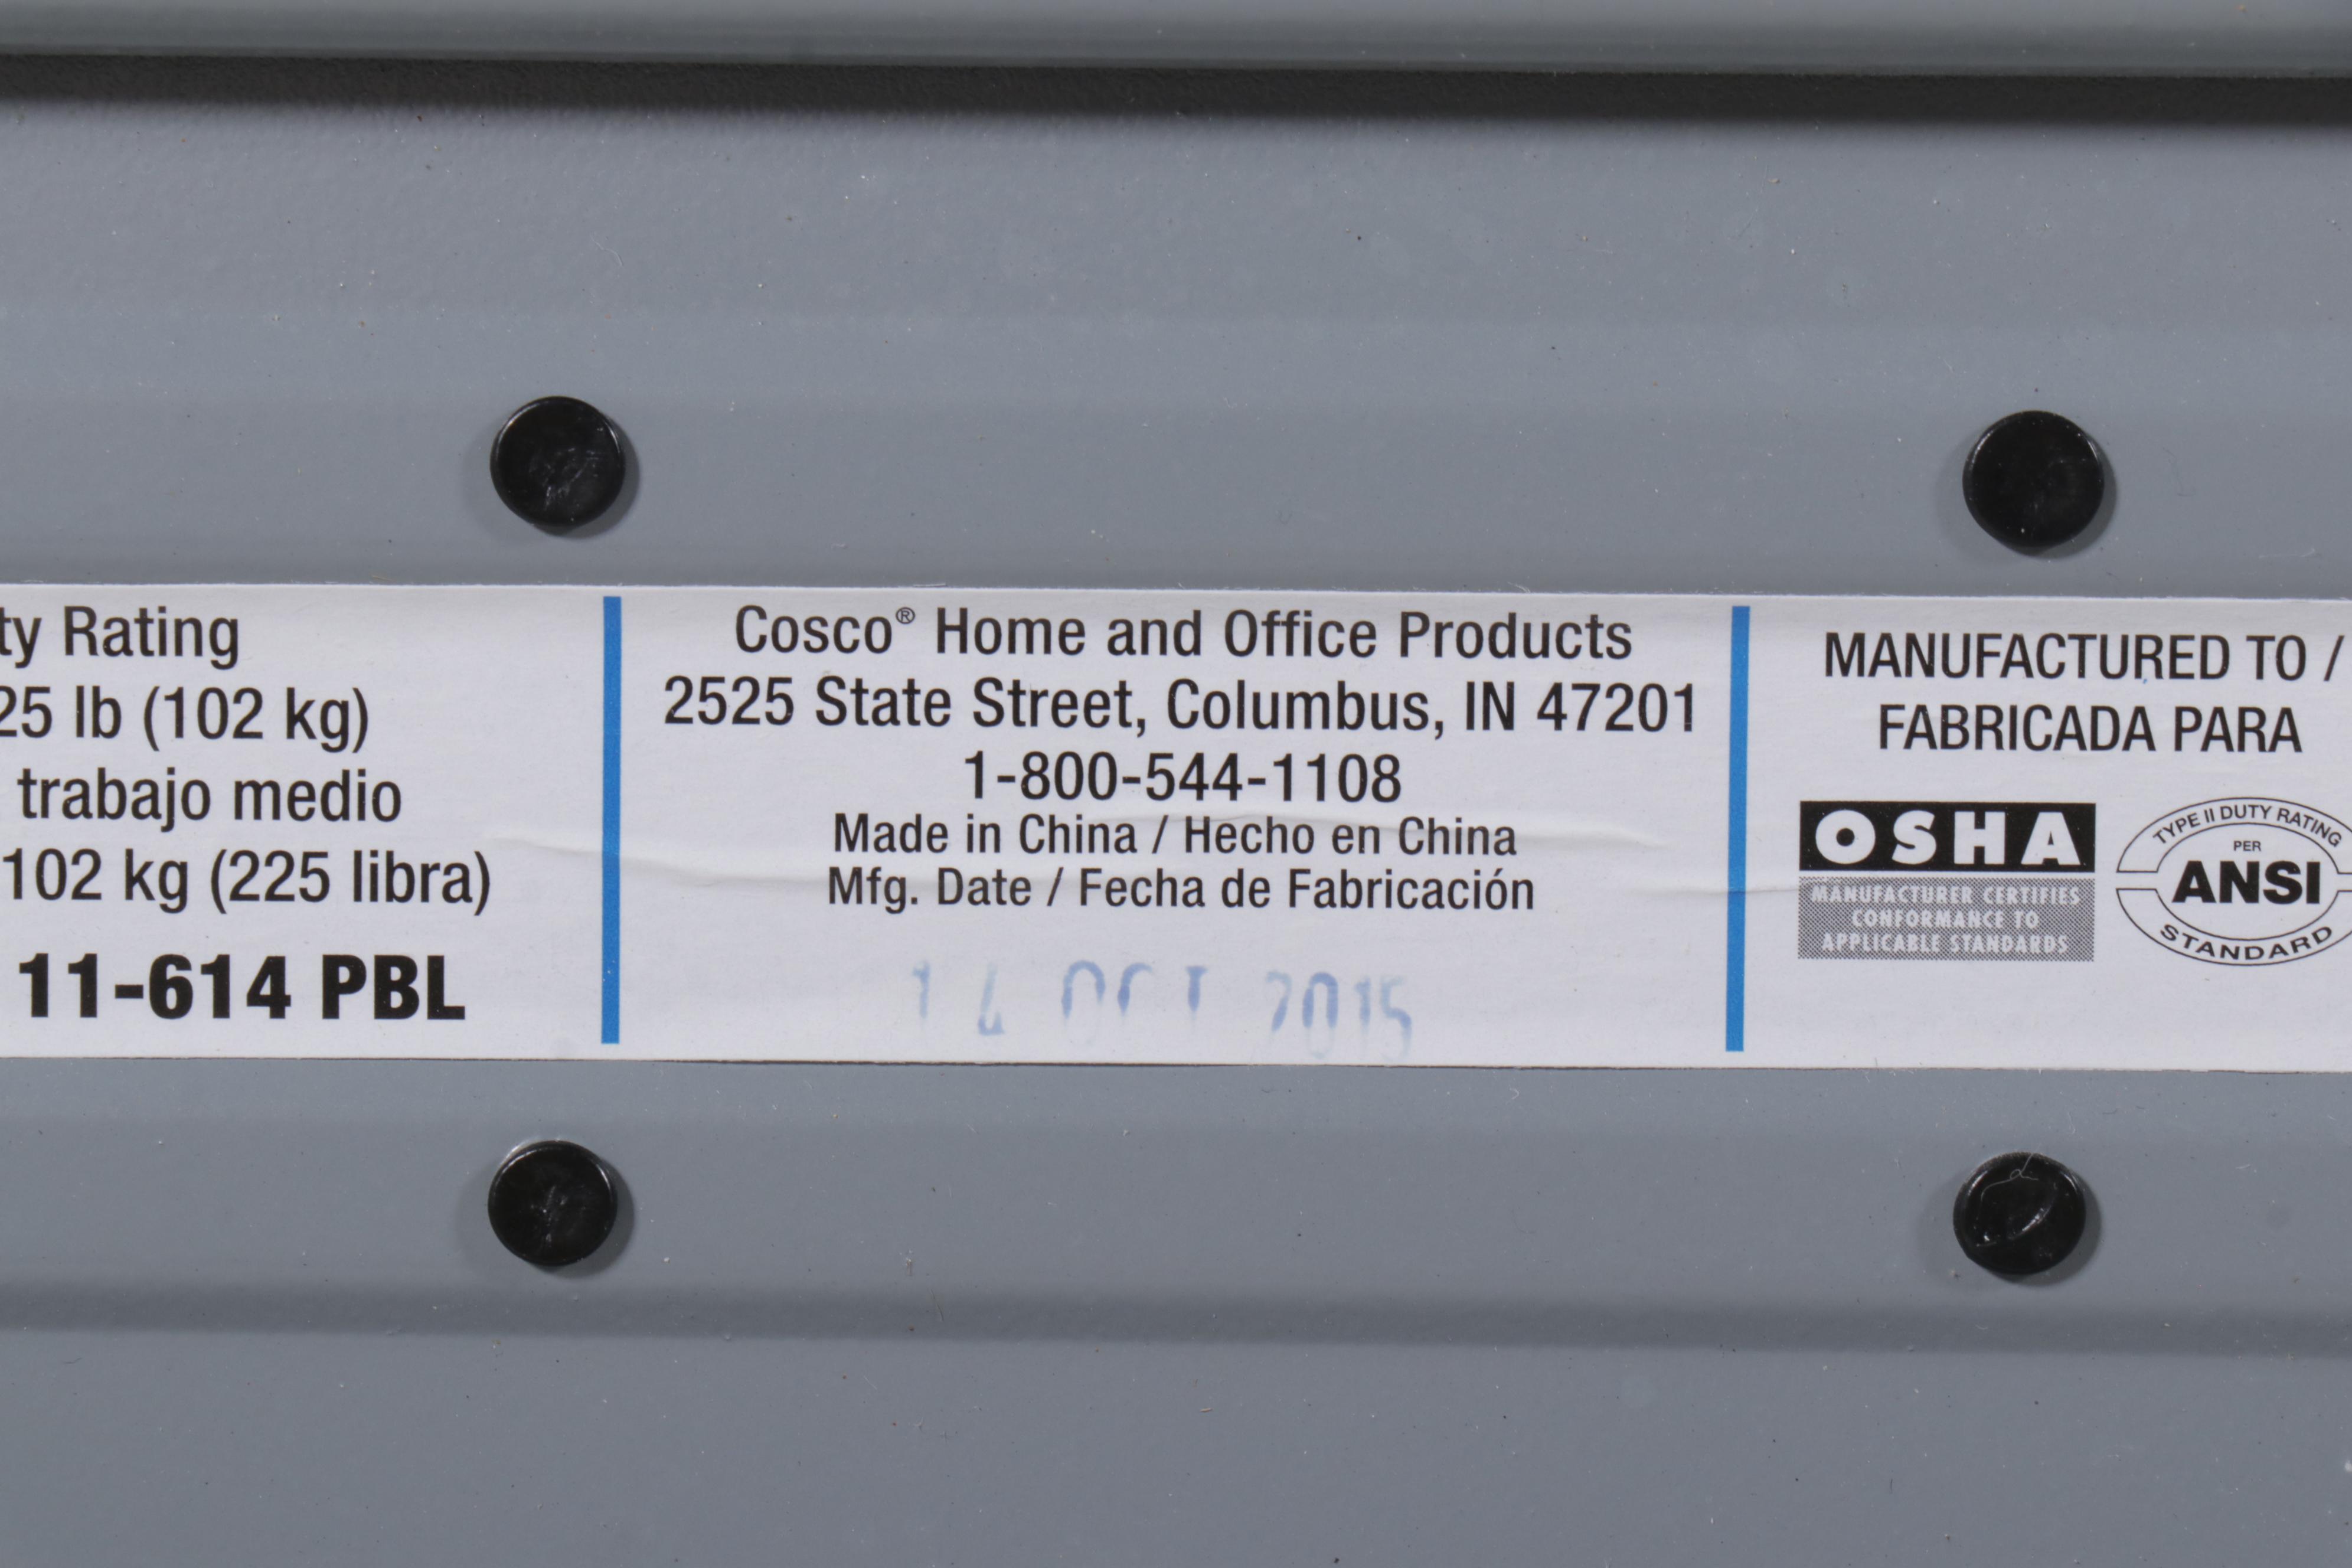 ty Rating
25 lb (102 kg)
trabajo medio
102 kg (225 libra)
11-614 PBL
Cosco® Home and Office Products
2525 State Street, Columbus, IN 47201
1-800-544-1108
Made in China / Hecho en China
Mfg. Date / Fecha de Fabricación
14 OCT 2015
MANUFACTURED TO /
FABRICADA PARA
OSHA
MANUFACTURER CERTIFIES
CONFORMANCE TO
APPLICABLE STANDARDS
TYPE II DUTY RATING
PER
ANSI
STANDARD